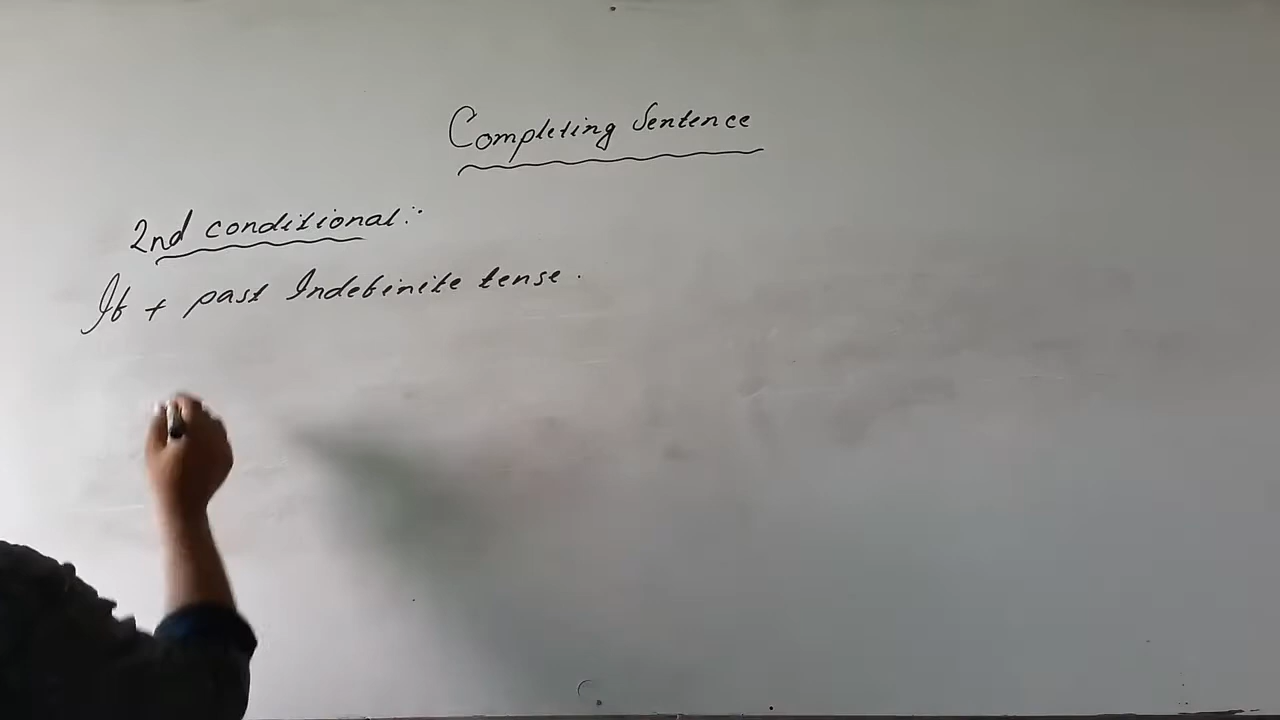 Completing Sentence
2nd conditional:
If + past Indefinite tense.